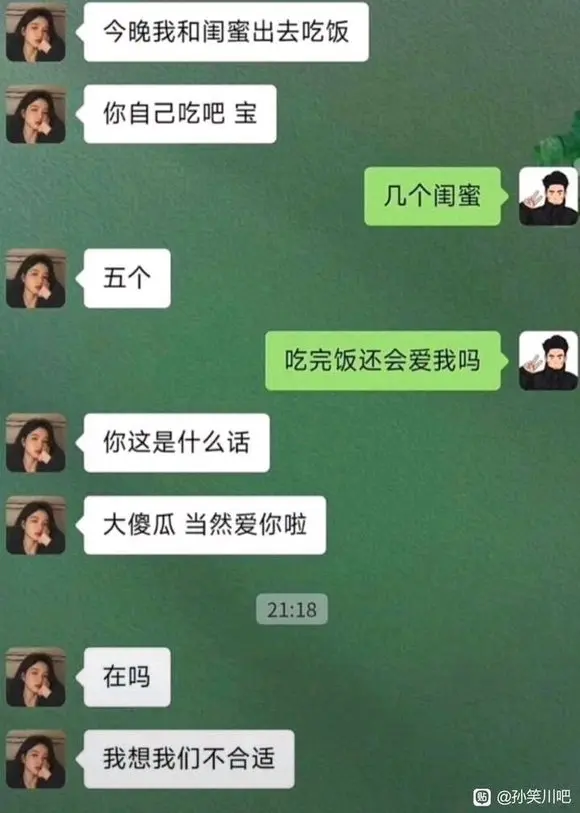 今晚我和闺蜜出去吃饭
你自己吃吧 宝
几个闺蜜
五个
吃完饭还会爱我吗
你这是什么话
大傻瓜 当然爱你啦
21:18
在吗
我想我们不合适
贴 @孙笑川吧